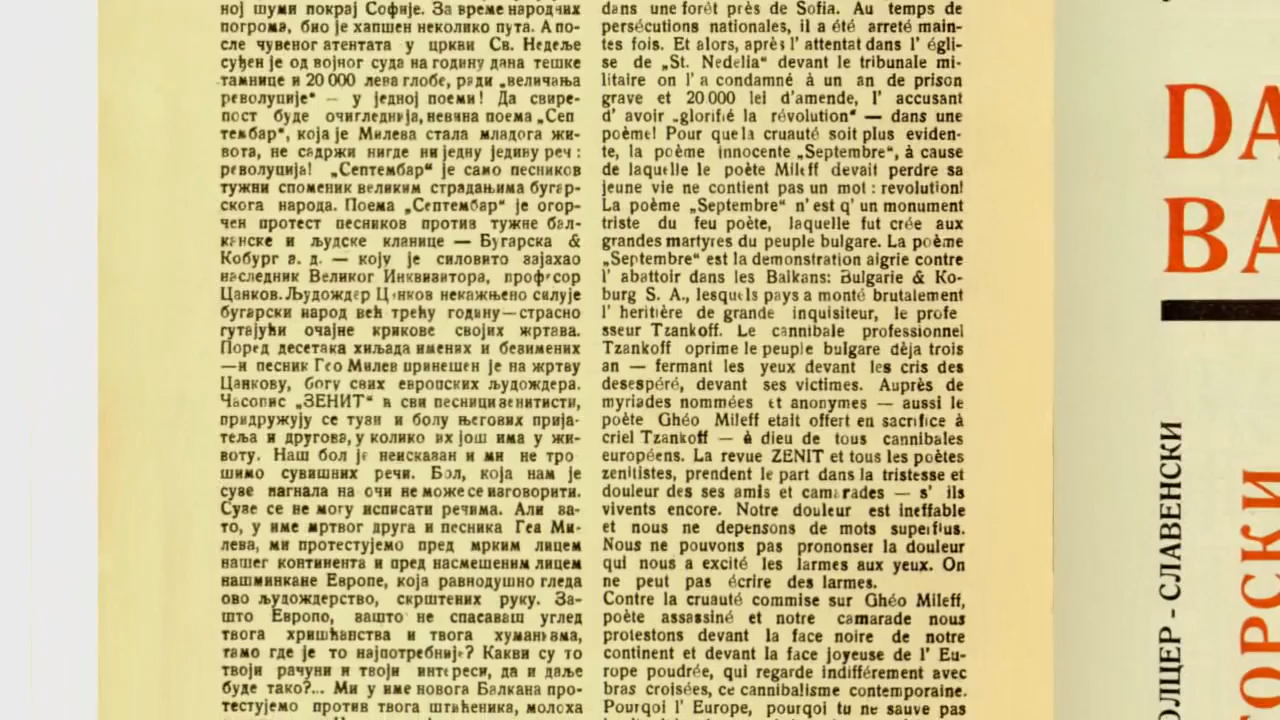 ној шуми покрај Софије. За време народних
погрома, био је хапшен неколико пута. А по-
сле чувеног атентата у цркви Св. Недеље
суђен је од војног суда на годину дана тешке
тамнице и 20 000 лева глобе, ради „величања
револуције“ — у једној поеми! Да свире-
пост буде очигледнија, невина поема „Сеп
тембар“, која је Милева стала младога жи-
вота, не садржи нигде ни једну једину реч :
револуција! „Септембар“ је само песников
тужни споменик великим страдањима бугар-
скога народа. Поема „Септембар“ је огор-
чен протест песников против тужне бал-
канске и људске кланице — Бугарска &
Кобург а. д. — коју је силовито зајахао
наследник Великог Инквизитора, професор
Цанков. Људождер Цанков некажњено силује
бугарски народ већ трећу годину—страсно
гутајући очајне крикове својих жртава.
Поред десетака хиљада имених и безимених
—и песник Гео Милев принешен је на жртву
Цанкову, богу свих европских људождера.
Часопис „ЗЕНИТ“ и сви песници зенитисти,
придружују се тузи и болу његових прија-
теља и другова, у колико их још има у жи-
воту. Наш бол је неисказан и ми не тро
шимо сувишних речи. Бол, која нам је
сузе нагнала на очи не може се изговорити.
Сузе се не могу исписати речима. Али за-
то, у име мртвог друга и песника Геа Ми-
лева, ми протестујемо пред мрким лицем
нашег континента и пред насмешеним лицем
нашминкане Европе, која равнодушно гледа
ово људождерство, скрштених руку. За-
што Европо, зашто не спасаваш углед
твога хришћанства и твога хуманизма,
тамо где је то најпотребније? Какви су то
твоји рачуни и твоји интереси, да и даље
буде тако?... Ми у име новога Балкана про-
тестујемо против твога штићеника, молоха
dans une forêt près de Sofia. Au temps de
persécutions nationales, il a été arreté main-
tes fois. Et alors, après l' attentat dans l' égli-
se de „St. Nedelia“ devant le tribunale mi-
litaire on l' a condamné à un an de prison
grave et 20 000 lei d'amende, l' accusant
d' avoir „glorifié la révolution“ — dans une
poème! Pour que la cruauté soit plus eviden-
te, la poème innocente „Septembre“, à cause
de laquelle le poète Mileff devait perdre sa
jeune vie ne contient pas un mot : revolution!
La poème „Septembre“ n' est q' un monument
triste du feu poète, laquelle fut crée aux
grandes martyres du peuple bulgare. La poème
„Septembre“ est la demonstration aigrie contre
l' abattoir dans les Balkans: Bulgarie & Ko-
burg S. A., lesquels pays a monté brutalement
l' heritière de grande inquisiteur, le profe
sseur Tzankoff. Le cannibale professionnel
Tzankoff oprime le peuple bulgare dèja trois
an — fermant les yeux devant les cris des
desespéré, devant ses victimes. Auprès de
myriades nommées et anonymes — aussi le
poète Ghéo Mileff etait offert en sacrifice à
criel Tzankoff — à dieu de tous cannibales
européens. La revue ZENIT et tous les poètes
zenitistes, prendent le part dans la tristesse et
douleur des ses amis et camarades — s' ils
vivents encore. Notre douleur est ineffable
et nous ne depensons de mots superflus.
Nous ne pouvons pas prononser la douleur
qui nous a excité les larmes aux yeux. On
ne peut pas écrire des larmes.
Contre la cruauté commise sur Ghéo Mileff,
poète assassiné et notre camarade nous
protestons devant la face noire de notre
continent et devant la face joyeuse de l' Eu-
rope poudrée, qui regarde indifférement avec
bras croisées, ce cannibalisme contemporaine.
Pourqoi l' Europe, pourqoi tu ne sauve pas
DA
BA
ОЛЦЕР - СЛАВЕНСКИ
ОРСКИ